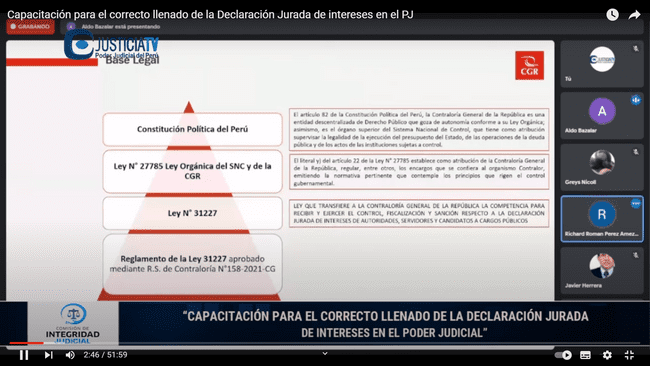 Capacitación para el correcto llenado de la Declaración Jurada de intereses en el PJ
GRABANDO
Aldo Bazelar está presentando
JUSTICIATV
Poder Judicial del Perú
Base Legal
CGR
Constitución Política del Perú
El artículo 82 de la Constitución Política del Perú, la Contraloría General de la República es una
entidad descentralizada de Derecho Público que goza de autonomía conforme a su Ley Orgánica;
asimismo, es el órgano superior del Sistema Nacional de Control, que tiene como atribución
supervisar la legalidad de la ejecución del presupuesto del Estado, de las operaciones de la deuda
pública y de los actos de las instituciones sujetas a control.
Ley N° 27785 Ley Orgánica del SNC y de la
CGR
El literal y) del artículo 22 de la Ley N° 27785 establece como atribución de la Contraloría General
de la República, regular, entre otros, los encargos que se confiera al organismo Contralor,
emitiendo la normativa pertinente que contemple los principios que rigen el control
gubernamental.
Ley N° 31227
LEY QUE TRANSFIERE A LA CONTRALORÍA GENERAL DE LA REPÚBLICA LA COMPETENCIA PARA
RECIBIR Y EJERCER EL CONTROL, FISCALIZACIÓN Y SANCIÓN RESPECTO A LA DECLARACIÓN
JURADA DE INTERESES DE AUTORIDADES, SERVIDORES Y CANDIDATOS A CARGOS PÚBLICOS
Reglamento de la Ley 31227 aprobado
mediante R.S. de Contraloría N°158-2021-CG
Tú
A
Aldo Bazelar
Greys Nicoll
R
Richard Roman Perez Amez...
Javier Herrera
COMISIÓN DE
INTEGRIDAD
JUDICIAL
"CAPACITACIÓN PARA EL CORRECTO LLENADO DE LA DECLARACIÓN JURADA
DE INTERESES EN EL PODER JUDICIAL"
2:46 / 51:59
YouTube